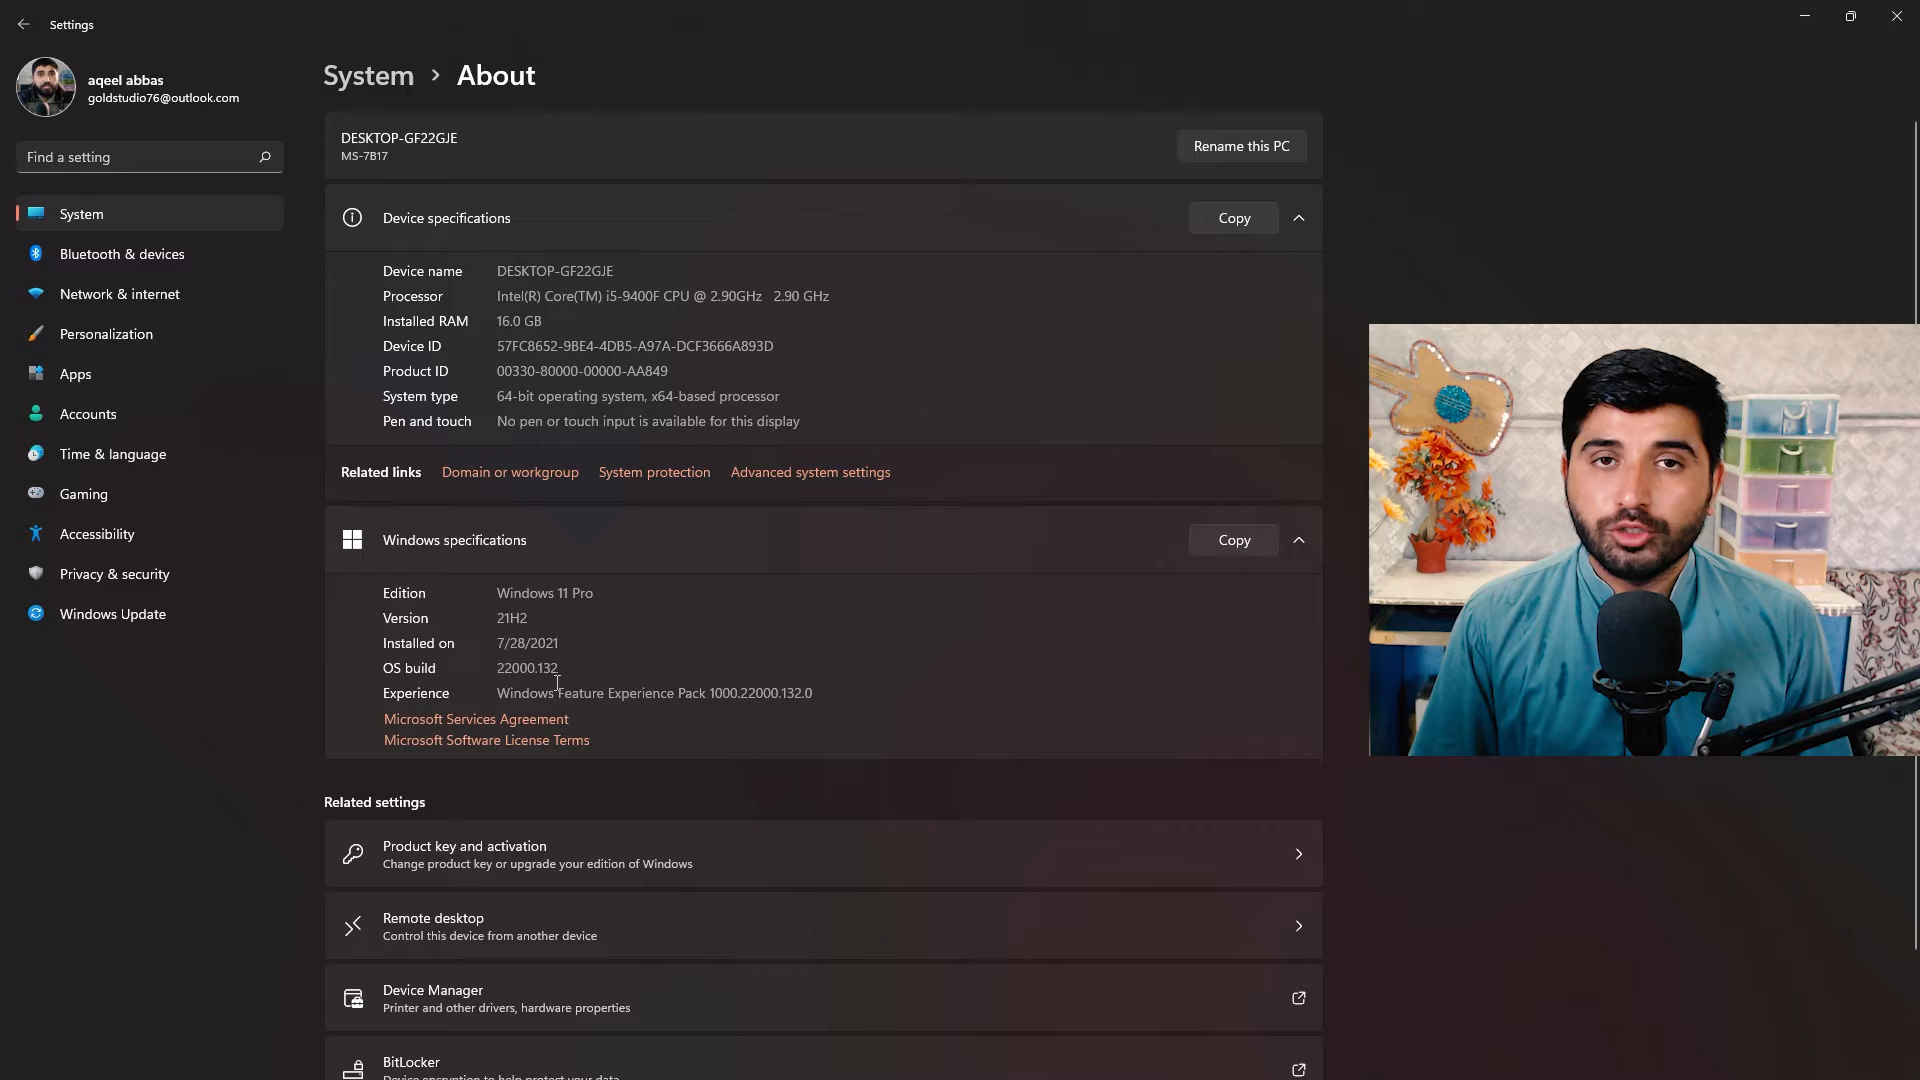 Settings
aqeel abbas
goldstudio76@outlook.com
Find a setting
System
Bluetooth & devices
Network & internet
Personalization
Apps
Accounts
Time & language
Gaming
Accessibility
Privacy & security
Windows Update
System > About
DESKTOP-GF22GJE
MS-7B17
Rename this PC
Device specifications
Copy
Device name DESKTOP-GF22GJE
Processor Intel(R) Core(TM) i5-9400F CPU @ 2.90GHz 2.90 GHz
Installed RAM 16.0 GB
Device ID 57FC8652-9BE4-4DB5-A97A-DCF3666A893D
Product ID 00330-80000-00000-AA849
System type 64-bit operating system, x64-based processor
Pen and touch No pen or touch input is available for this display
Related links Domain or workgroup System protection Advanced system settings
Windows specifications
Copy
Edition Windows 11 Pro
Version 21H2
Installed on 7/28/2021
OS build 22000.132
Experience Windows Feature Experience Pack 1000.22000.132.0
Microsoft Services Agreement
Microsoft Software License Terms
Related settings
Product key and activation
Change product key or upgrade your edition of Windows
Remote desktop
Control this device from another device
Device Manager
Printer and other drivers, hardware properties
BitLocker
Device encryption to help protect your data